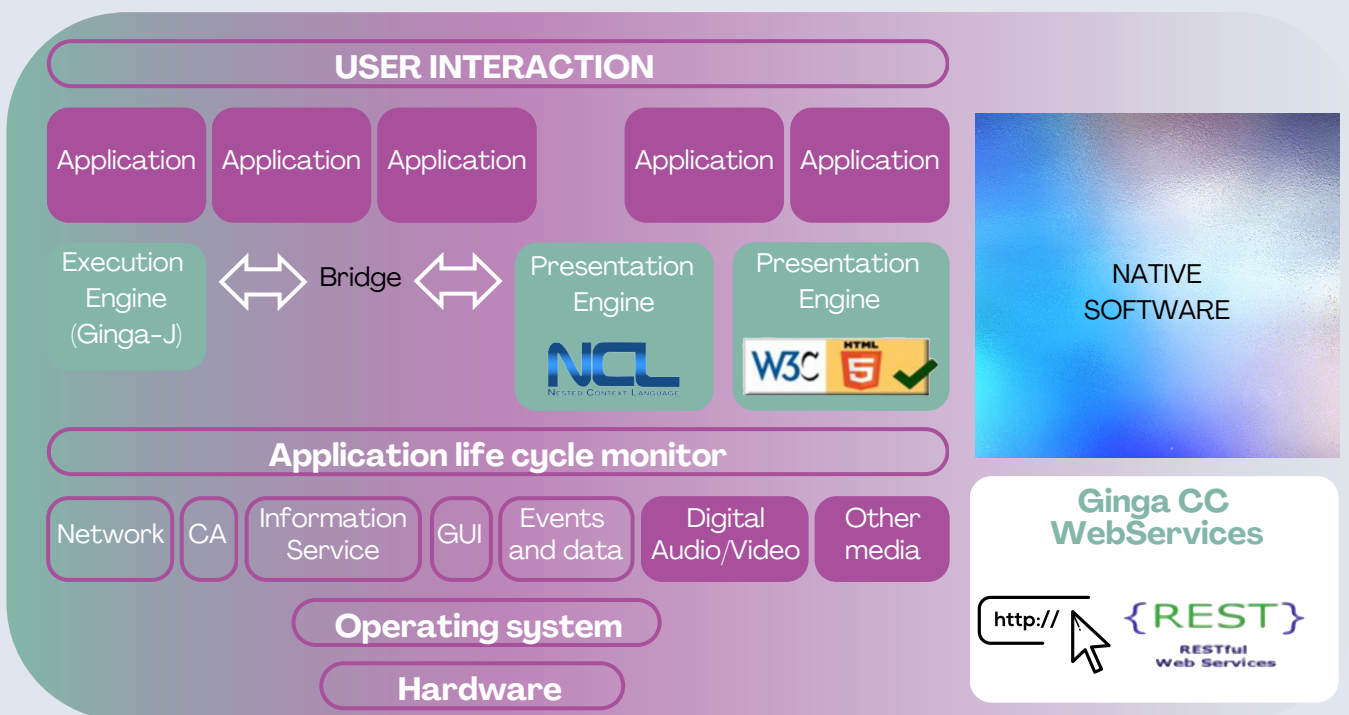 USER INTERACTION
Application
Application
Application
Application
Application
Execution
Engine
(Ginga-J)
Bridge
Presentation
Engine
NCL
NESTED CONTEXT LANGUAGE
Presentation
Engine
W3C
HTML
5
NATIVE
SOFTWARE
Application life cycle monitor
Network
CA
Information
Service
GUI
Events
and data
Digital
Audio/Video
Other
media
Operating system
Hardware
Ginga CC
WebServices
http://
{REST}
RESTful
Web Services